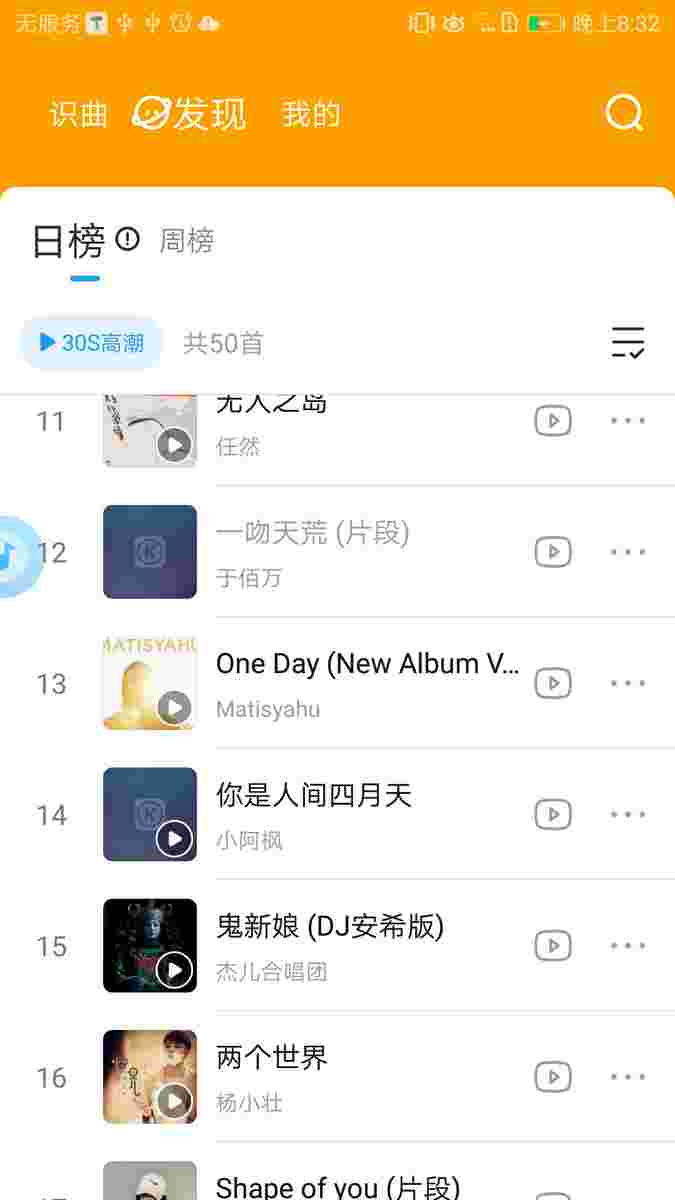 无服务 晚上8:32
识曲 发现 我的
日榜 周榜
30S高潮 共50首
11 无人之岛
任然
12 一吻天荒 (片段)
于佰万
MATISYAHU
13 One Day (New Album V...
Matisyahu
14 你是人间四月天
小阿枫
15 鬼新娘 (DJ安希版)
杰儿合唱团
16 两个世界
杨小壮
Shape of you (片段)